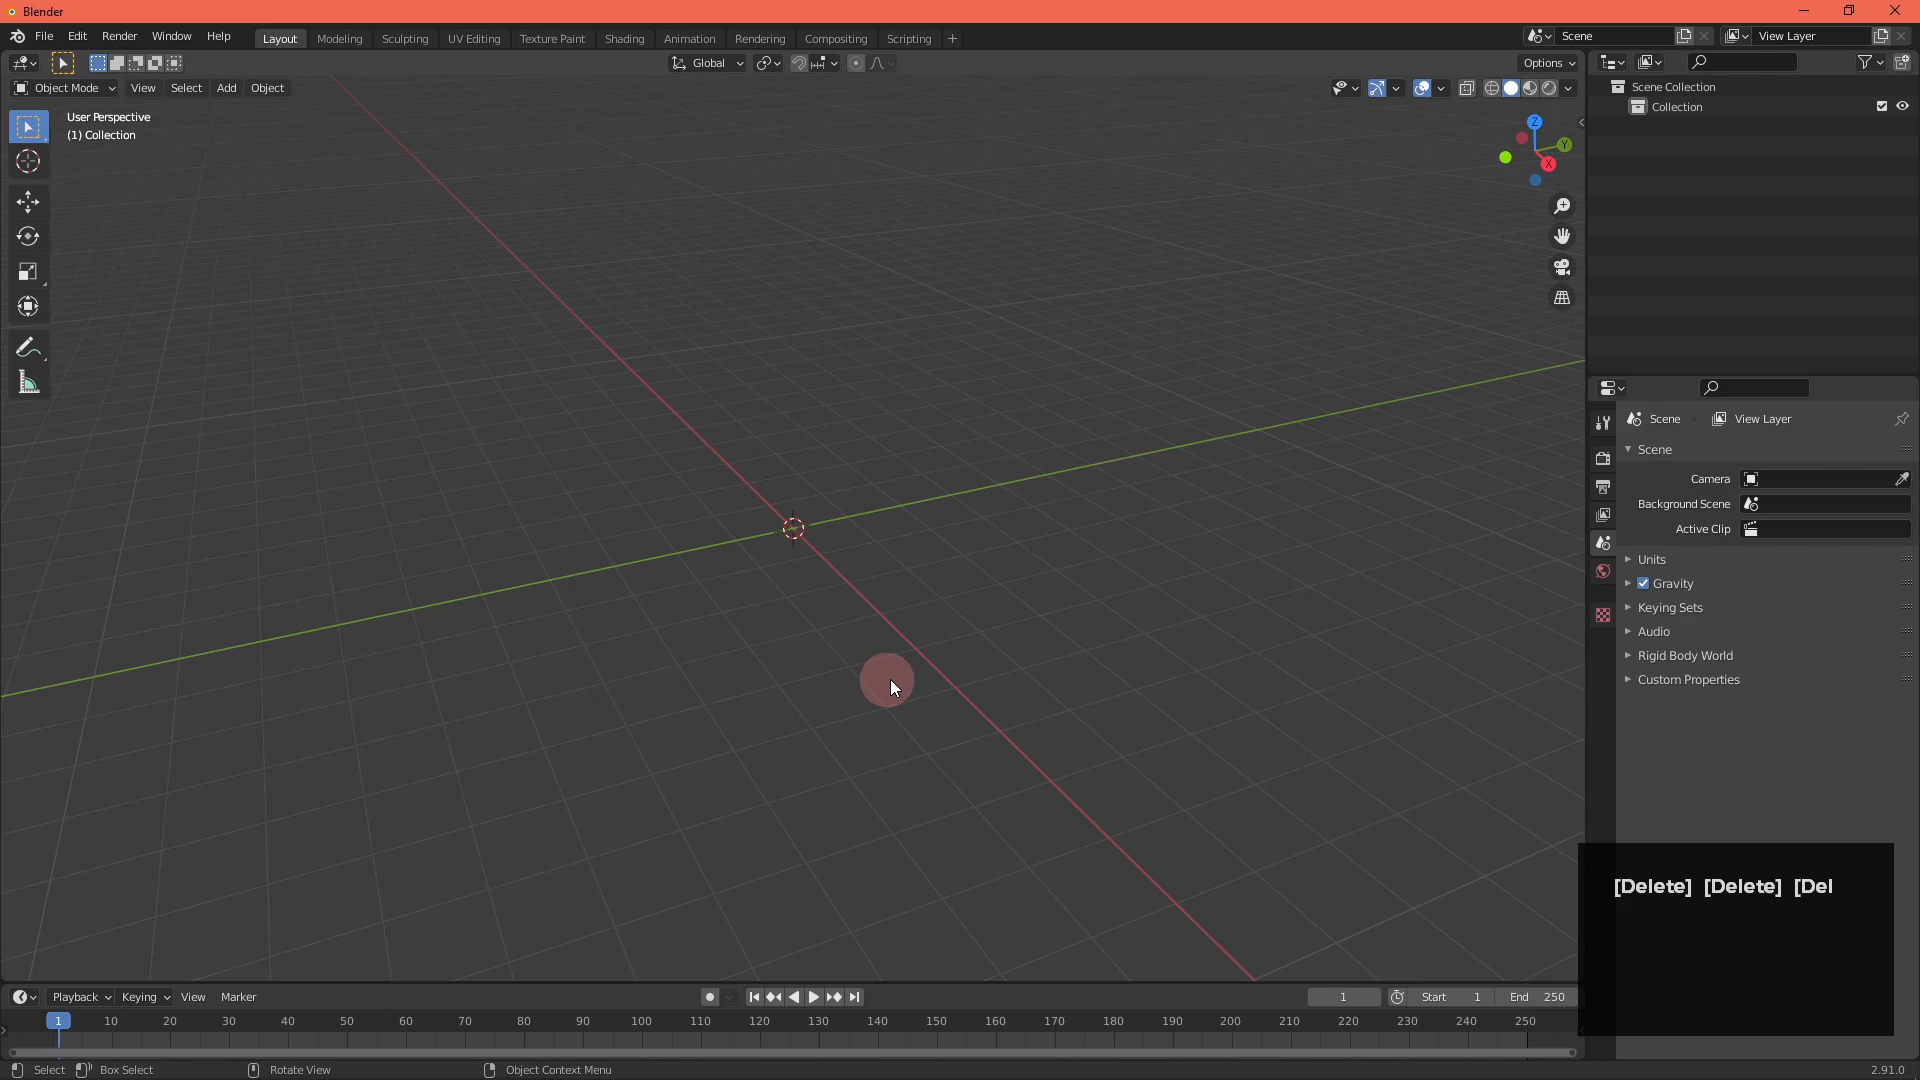 Blender
File Edit Render Window Help Layout Modeling Sculpting UV Editing Texture Paint Shading Animation Rendering Compositing Scripting + Scene View Layer
Global Options
Object Mode View Select Add Object
User Perspective
(1) Collection
Z
Y
X
Scene Collection
Collection
Scene View Layer
Scene
Camera
Background Scene
Active Clip
Units
Gravity
Keying Sets
Audio
Rigid Body World
Custom Properties
[Delete] [Delete] [Del
Playback Keying View Marker 1 Start 1 End 250
1 10 20 30 40 50 60 70 80 90 100 110 120 130 140 150 160 170 180 190 200 210 220 230 240 250
Select Box Select Rotate View Object Context Menu 2.91.0